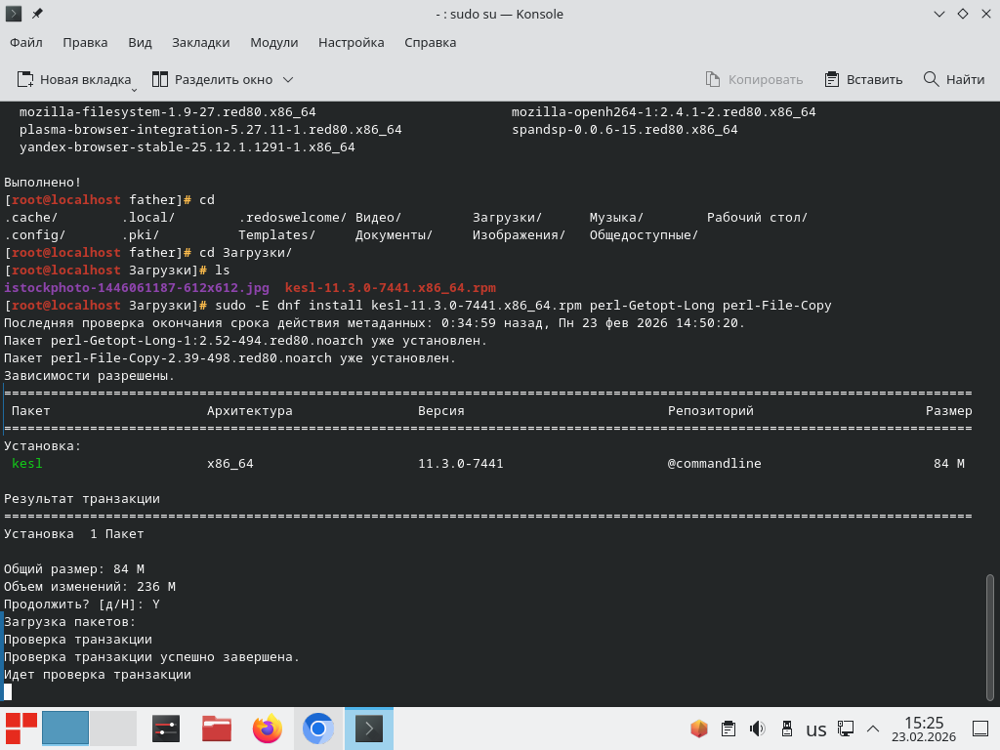 - : sudo su — Konsole
Файл Правка Вид Закладки Модули Настройка Справка
Новая вкладка Разделить окно Копировать Вставить Найти
mozilla-filesystem-1.9-27.red80.x86_64 mozilla-openh264-1:2.4.1-2.red80.x86_64
plasma-browser-integration-5.27.11-1.red80.x86_64 spandsp-0.0.6-15.red80.x86_64
yandex-browser-stable-25.12.1.1291-1.x86_64
Выполнено!
[root@localhost father]# cd
.cache/ .local/ .redoswelcome/ Видео/ Загрузки/ Музыка/ Рабочий стол/
.config/ .pki/ Templates/ Документы/ Изображения/ Общедоступные/
[root@localhost father]# cd Загрузки/
[root@localhost Загрузки]# ls
istockphoto-1446061187-612x612.jpg kesl-11.3.0-7441.x86_64.rpm
[root@localhost Загрузки]# sudo -E dnf install kesl-11.3.0-7441.x86_64.rpm perl-Getopt-Long perl-File-Copy
Последняя проверка окончания срока действия метаданных: 0:34:59 назад, Пн 23 фев 2026 14:50:20.
Пакет perl-Getopt-Long-1:2.52-494.red80.noarch уже установлен.
Пакет perl-File-Copy-2.39-498.red80.noarch уже установлен.
Зависимости разрешены.
============================================================================================================================
Пакет Архитектура Версия Репозиторий Размер
============================================================================================================================
Установка:
kesl x86_64 11.3.0-7441 @commandline 84 M
Результат транзакции
============================================================================================================================
Установка 1 Пакет
Общий размер: 84 M
Объем изменений: 236 M
Продолжить? [д/Н]: Y
Загрузка пакетов:
Проверка транзакции
Проверка транзакции успешно завершена.
Идет проверка транзакции
us 15:25
23.02.2026